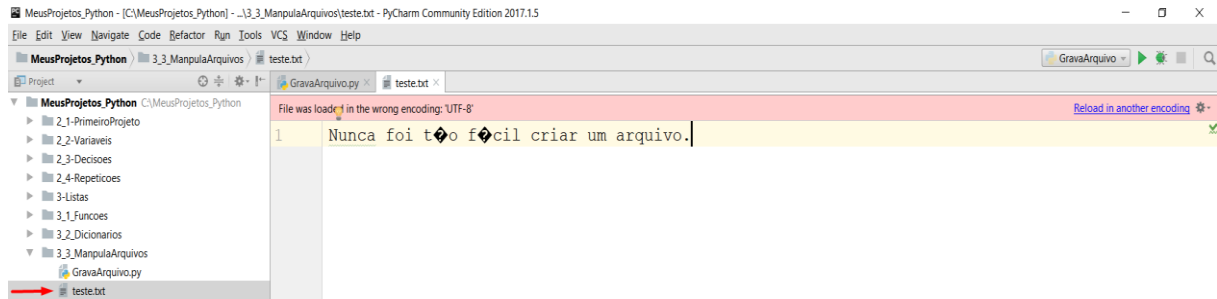 MeusProjetos_Python - [C:\MeusProjetos_Python] - ...\3_3_ManpulaArquivos\teste.txt - PyCharm Community Edition 2017.1.5
File Edit View Navigate Code Refactor Run Tools VCS Window Help
MeusProjetos_Python 3_3_ManpulaArquivos teste.txt GravaArquivo
Project GravaArquivo.py teste.txt
MeusProjetos_Python C:\MeusProjetos_Python
File was loaded in the wrong encoding: 'UTF-8' Reload in another encoding
2_1-PrimeiroProjeto
1 Nunca foi t�o f�cil criar um arquivo.
2_2-Variaveis
2_3-Decisoes
2_4-Repeticoes
3-Listas
3_1_Funcoes
3_2_Dicionarios
3_3_ManpulaArquivos
GravaArquivo.py
teste.txt